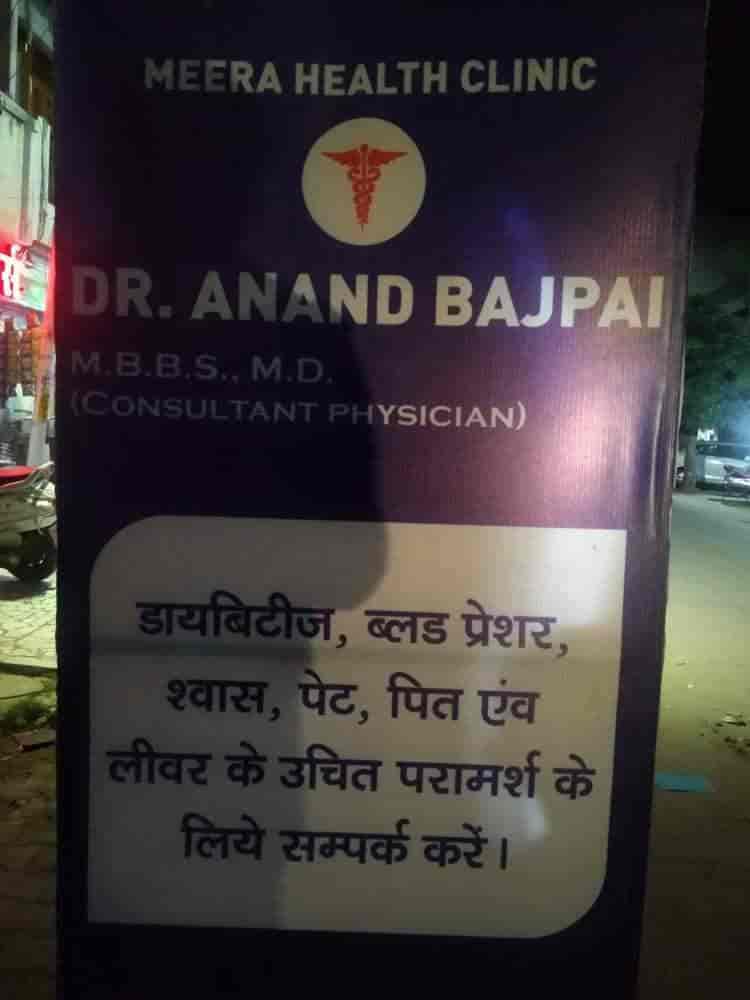 MEERA HEALTH CLINIC
DR. ANAND BAJPAI
M.B.B.S., M.D.
(CONSULTANT PHYSICIAN)
डायबिटीज, ब्लड प्रेशर,
श्वास, पेट, पित एंव
लीवर के उचित परामर्श के
लिये सम्पर्क करें।